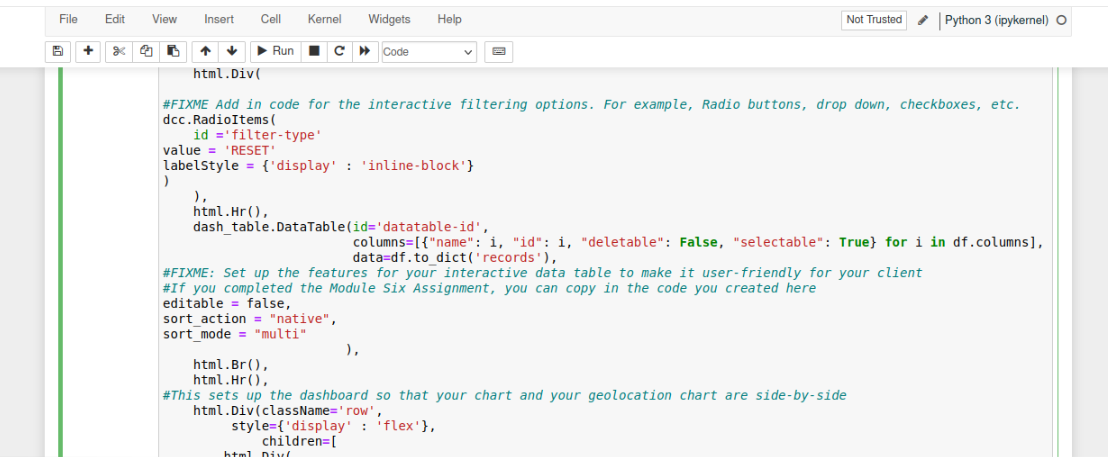 File Edit View Insert Cell Kernel Widgets Help Not Trusted Python 3 (ipykernel)
Run Code
html.Div(
#FIXME Add in code for the interactive filtering options. For example, Radio buttons, drop down, checkboxes, etc.
dcc.RadioItems(
    id ='filter-type'
value = 'RESET'
labelStyle = {'display' : 'inline-block'}
)
    ),
    html.Hr(),
    dash_table.DataTable(id='datatable-id',
                         columns=[{"name": i, "id": i, "deletable": False, "selectable": True} for i in df.columns],
                         data=df.to_dict('records'),
#FIXME: Set up the features for your interactive data table to make it user-friendly for your client
#If you completed the Module Six Assignment, you can copy in the code you created here
editable = false,
sort_action = "native",
sort_mode = "multi"
                        ),
    html.Br(),
    html.Hr(),
#This sets up the dashboard so that your chart and your geolocation chart are side-by-side
    html.Div(className='row',
         style={'display' : 'flex'},
             children=[
        html.Div(